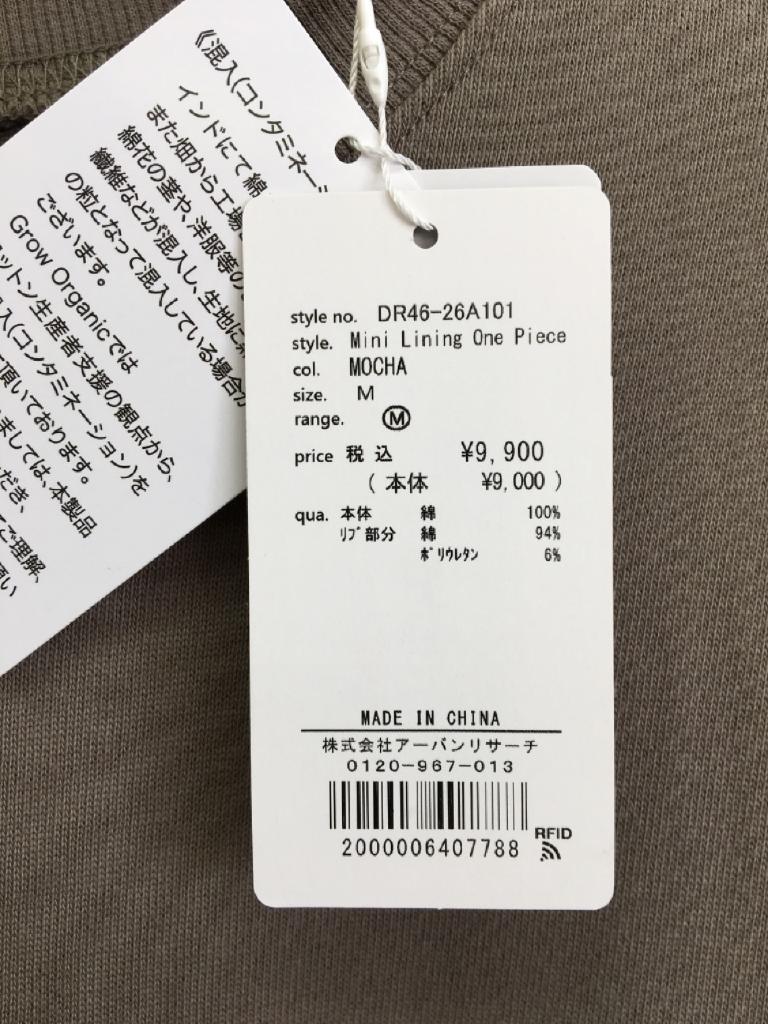 《混入(コンタミネーシ
インドにて綿
また畑から工場
綿花の茎や、洋服等の
繊維などが混入し、生地に
の粒となって混入している場合が
ございます。
Grow Organicでは
ットン生産者支援の観点から、
入(コンタミネーション)を
頂いております。
ましては、本製品
だき、
ご理解、
願い
style no. DR46-26A101
style. Mini Lining One Piece
col. MOCHA
size. M
range. Ⓜ
price 税込 ¥9,900
(本体 ¥9,000)
qua. 本体 綿 100%
ﾘﾌﾞ部分 綿 94%
ﾎﾟﾘｳﾚﾀﾝ 6%
MADE IN CHINA
株式会社アーバンリサーチ
0120-967-013
RFID
2000006407788